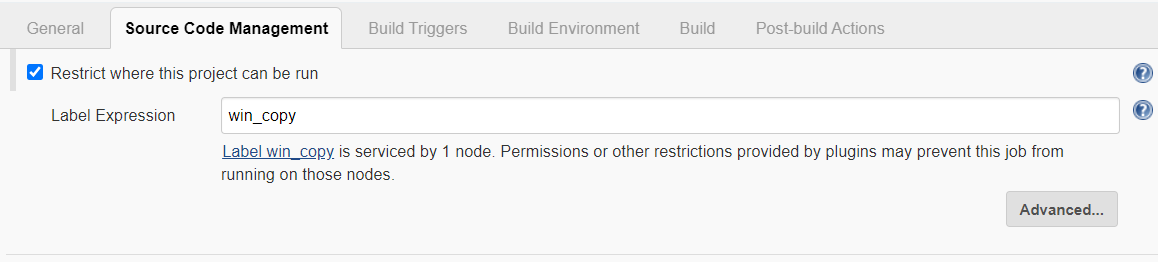 General Source Code Management Build Triggers Build Environment Build Post-build Actions
Restrict where this project can be run ?
Label Expression win_copy ?
Label win_copy is serviced by 1 node. Permissions or other restrictions provided by plugins may prevent this job from
running on those nodes.
Advanced...